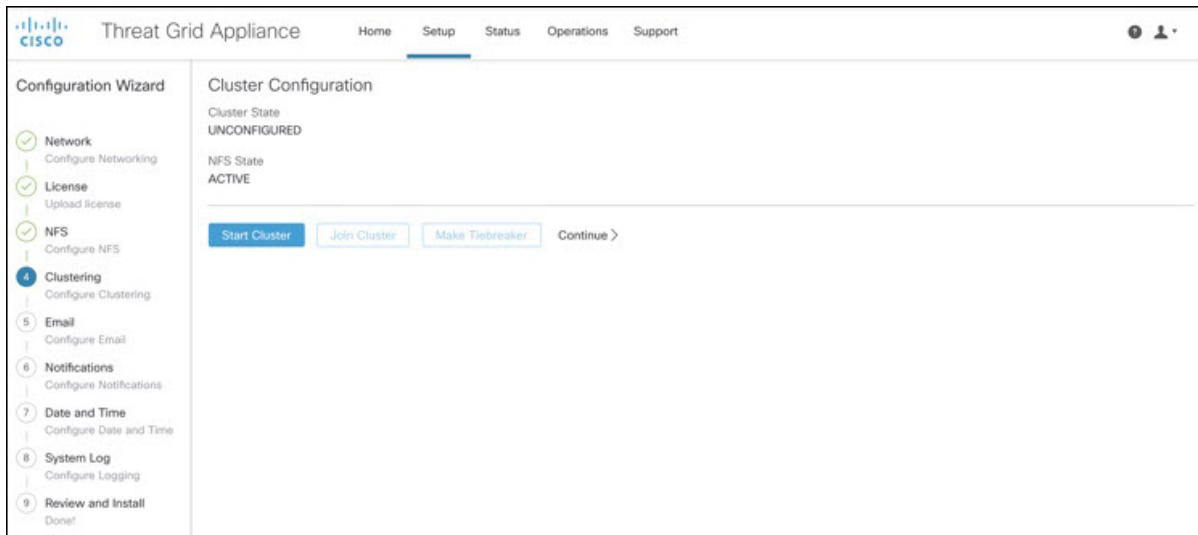 CISCO
Threat Grid Appliance
Home Setup Status Operations Support
?
Configuration Wizard
Network
Configure Networking
License
Upload license
NFS
Configure NFS
4 Clustering
Configure Clustering
5 Email
Configure Email
6 Notifications
Configure Notifications
7 Date and Time
Configure Date and Time
8 System Log
Configure Logging
9 Review and Install
Done!
Cluster Configuration
Cluster State
UNCONFIGURED
NFS State
ACTIVE
Start Cluster Join Cluster Make Tiebreaker Continue >